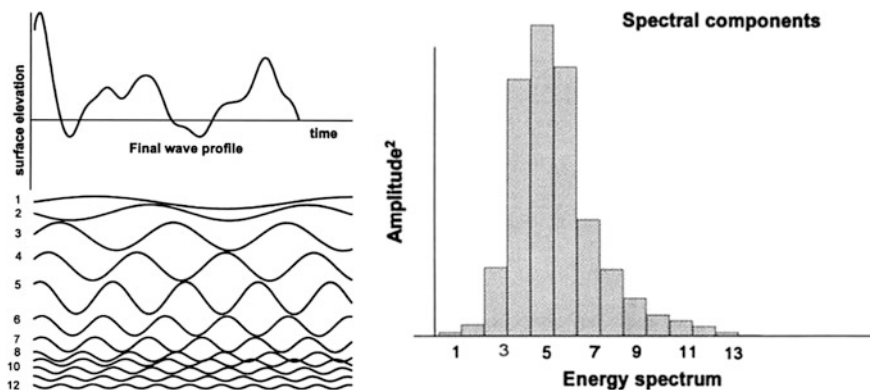 surface elevation
time
Final wave profile
1
2
3
4
5
6
7
8
10
12
Spectral components
Amplitude²
1 3 5 7 9 11 13
Energy spectrum